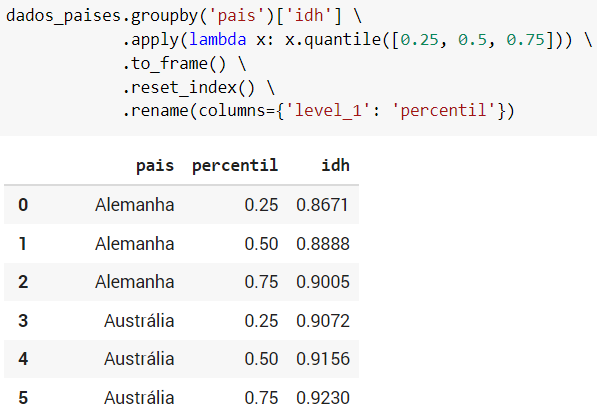 dados_paises.groupby('pais')['idh'] \
.apply(lambda x: x.quantile([0.25, 0.5, 0.75])) \
.to_frame() \
.reset_index() \
.rename(columns={'level_1': 'percentil'})
pais percentil idh
0 Alemanha 0.25 0.8671
1 Alemanha 0.50 0.8888
2 Alemanha 0.75 0.9005
3 Austrália 0.25 0.9072
4 Austrália 0.50 0.9156
5 Austrália 0.75 0.9230